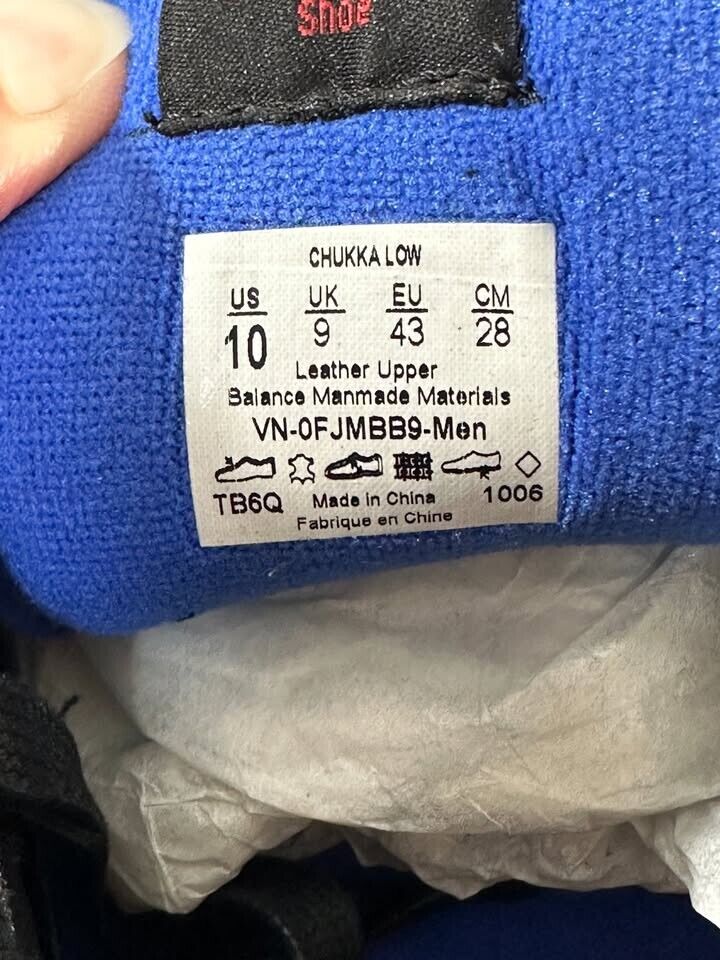 Shoe
CHUKKA LOW
US UK EU CM
10 9 43 28
Leather Upper
Balance Manmade Materials
VN-0FJMBB9-Men
TB6Q Made in China 1006
Fabrique en Chine